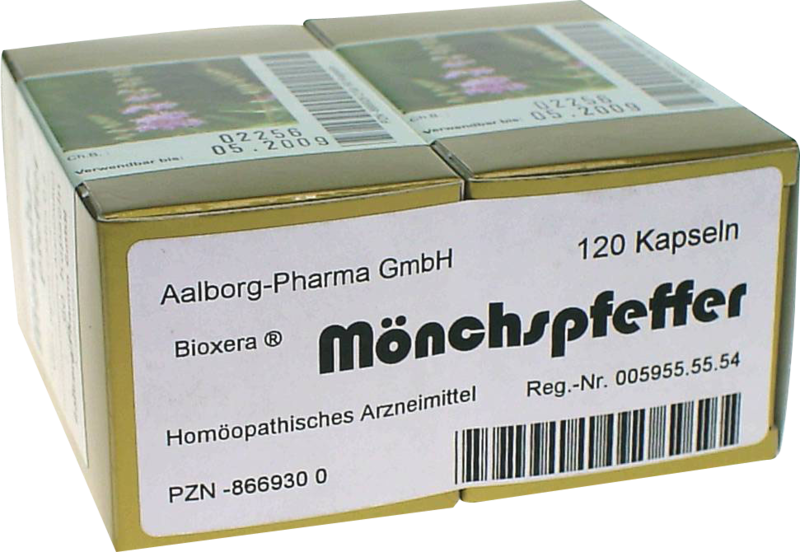 Ch.B. :
02256
Verwendbar bis:
05.2009
Ch.B. :
02256
Verwendbar bis:
05.2009
Aalborg-Pharma GmbH
120 Kapseln
Bioxera ®
Mönchspfeffer
Homöopathisches Arzneimittel
Reg.-Nr. 005955.55.54
PZN -866930 0